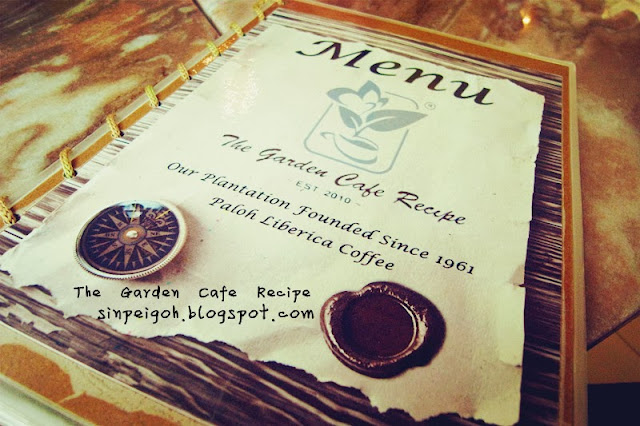 Menu
®
The Garden Cafe Recipe
- EST 2010 -
Our Plantation Founded Since 1961
Paloh Liberica Coffee
The Garden Cafe Recipe
sinpeigoh.blogspot.com